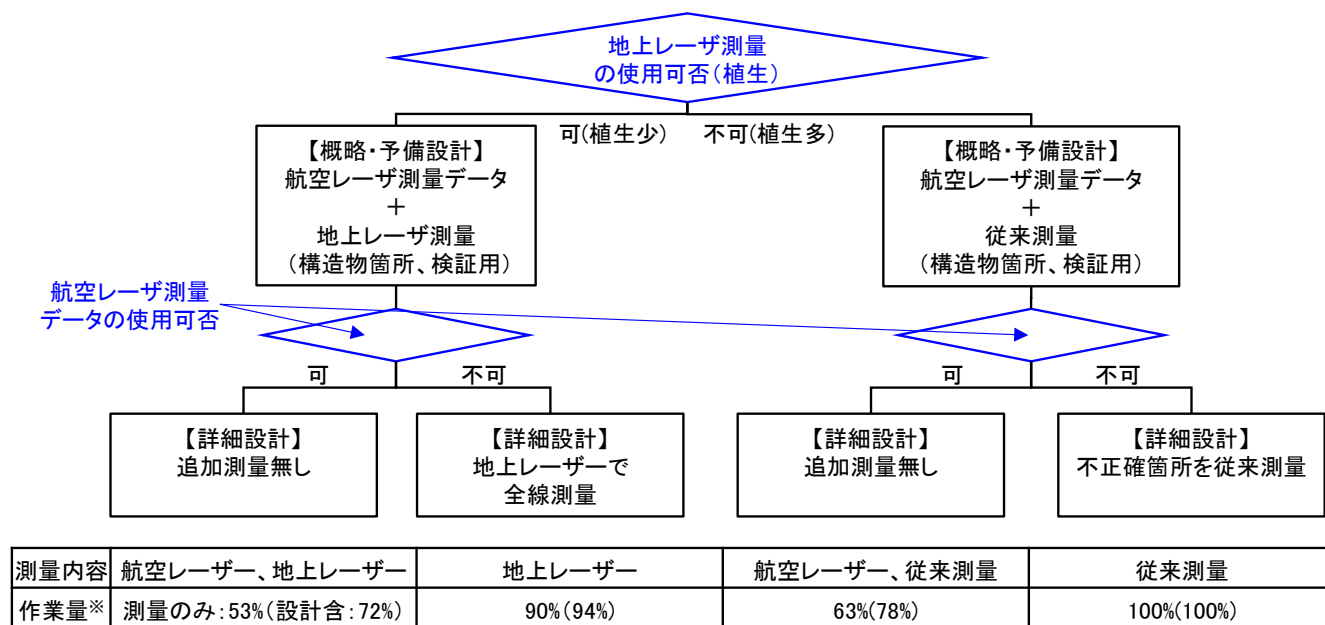 地上レーザ測量
の使用可否(植生)
可(植生少)
不可(植生多)
【概略・予備設計】
航空レーザ測量データ
+
地上レーザ測量
(構造物箇所、検証用)
【概略・予備設計】
航空レーザ測量データ
+
従来測量
(構造物箇所、検証用)
航空レーザ測量
データの使用可否
可
不可
可
不可
【詳細設計】
追加測量無し
【詳細設計】
地上レーザーで
全線測量
【詳細設計】
追加測量無し
【詳細設計】
不正確箇所を従来測量
測量内容 航空レーザー、地上レーザー 地上レーザー 航空レーザー、従来測量 従来測量
作業量※ 測量のみ:53%(設計含:72%) 90%(94%) 63%(78%) 100%(100%)